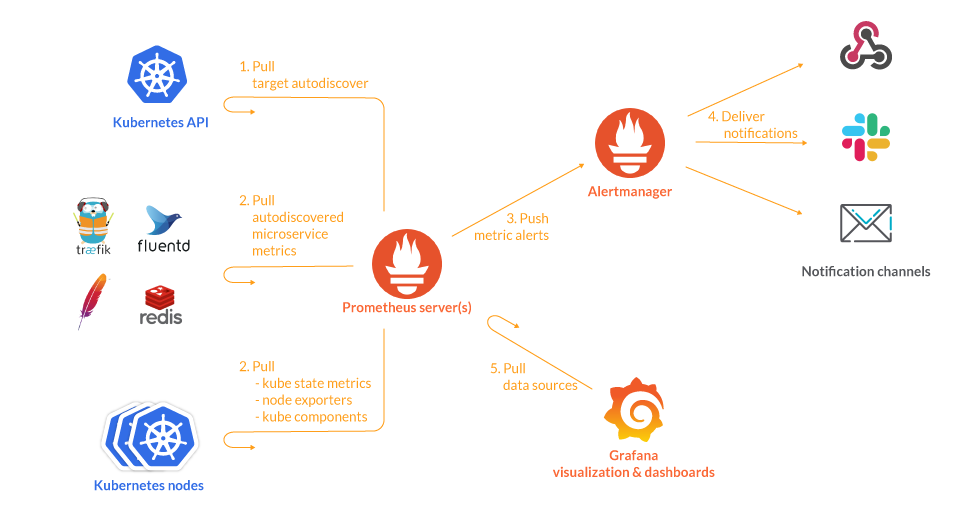 1. Pull
target autodiscover
Kubernetes API
4. Deliver
notifications
Alertmanager
2. Pull
autodiscovered
microservice
metrics
træfik
fluentd
3. Push
metric alerts
Notification channels
redis
Prometheus server(s)
2. Pull
- kube state metrics
- node exporters
- kube components
5. Pull
data sources
Kubernetes nodes
Grafana
visualization & dashboards